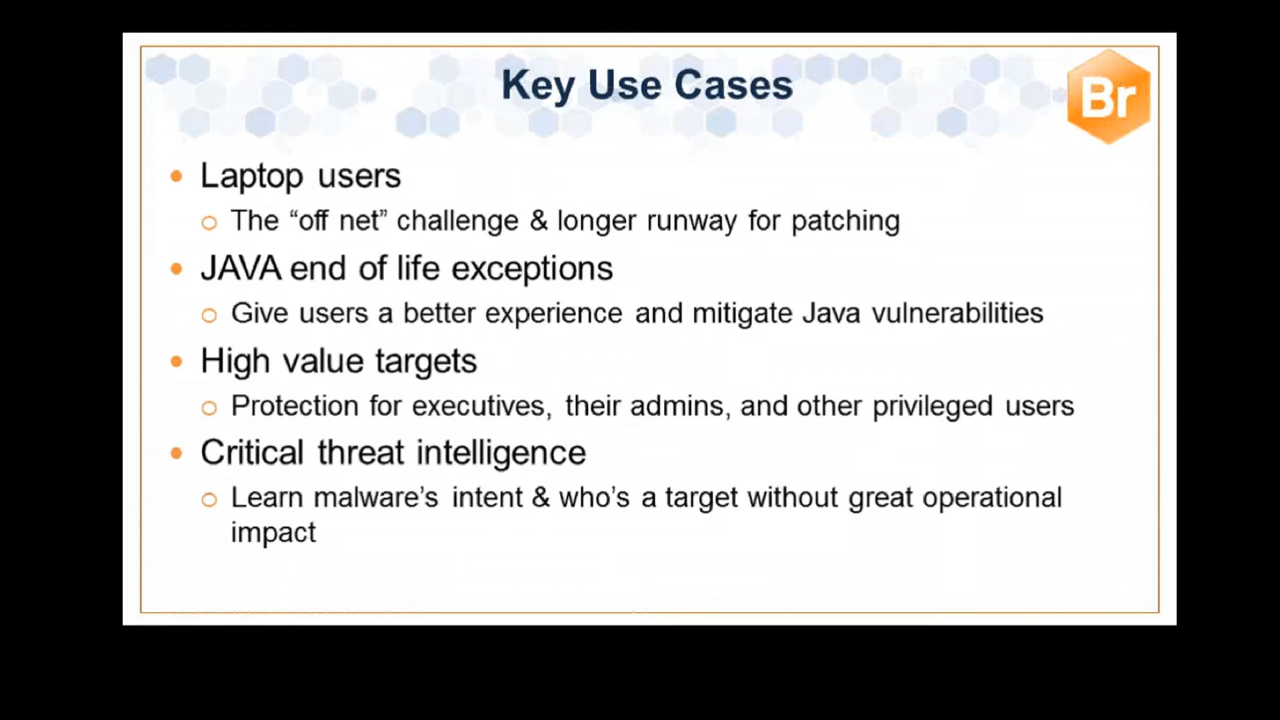 Key Use Cases
Br
• Laptop users
○ The “off net” challenge & longer runway for patching
• JAVA end of life exceptions
○ Give users a better experience and mitigate Java vulnerabilities
• High value targets
○ Protection for executives, their admins, and other privileged users
• Critical threat intelligence
○ Learn malware’s intent & who’s a target without great operational
impact